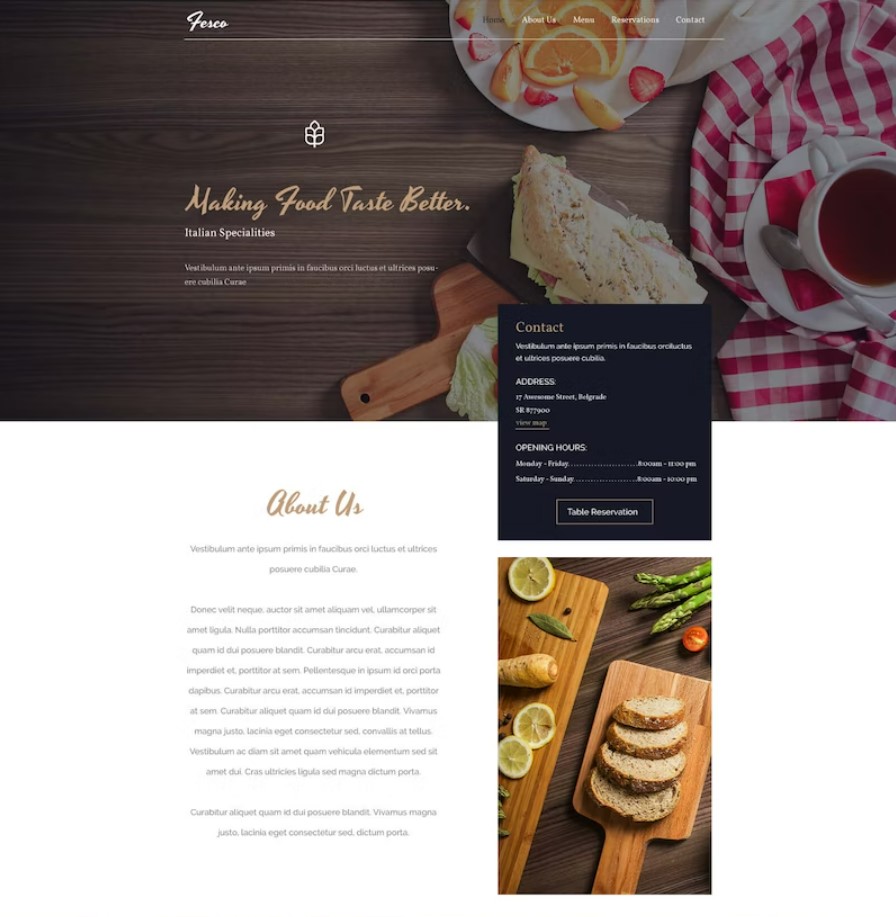 Fesco
Home About Us Menu Reservations Contact
Making Food Taste Better.
Italian Specialities
Vestibulum ante ipsum primis in faucibus orci luctus et ultrices posu-
ere cubilia Curae
Contact
Vestibulum ante ipsum primis in faucibus orciluctus
et ultrices posuere cubilia.
ADDRESS:
17 Awesome Street, Belgrade
SR 877900
view map
OPENING HOURS:
Monday - Friday........................8:00am - 11:00 pm
Saturday - Sunday......................8:00am - 10:00 pm
Table Reservation
About Us
Vestibulum ante ipsum primis in faucibus orci luctus et ultrices
posuere cubilia Curae.
Donec velit neque, auctor sit amet aliquam vel, ullamcorper sit
amet ligula. Nulla porttitor accumsan tincidunt. Curabitur aliquet
quam id dui posuere blandit. Curabitur arcu erat, accumsan id
imperdiet et, porttitor at sem. Pellentesque in ipsum id orci porta
dapibus. Curabitur arcu erat, accumsan id imperdiet et, porttitor
at sem. Curabitur aliquet quam id dui posuere blandit. Vivamus
magna justo, lacinia eget consectetur sed, convallis at tellus.
Vestibulum ac diam sit amet quam vehicula elementum sed sit
amet dui. Cras ultricies ligula sed magna dictum porta.
Curabitur aliquet quam id dui posuere blandit. Vivamus magna
justo, lacinia eget consectetur sed, dictum porta.